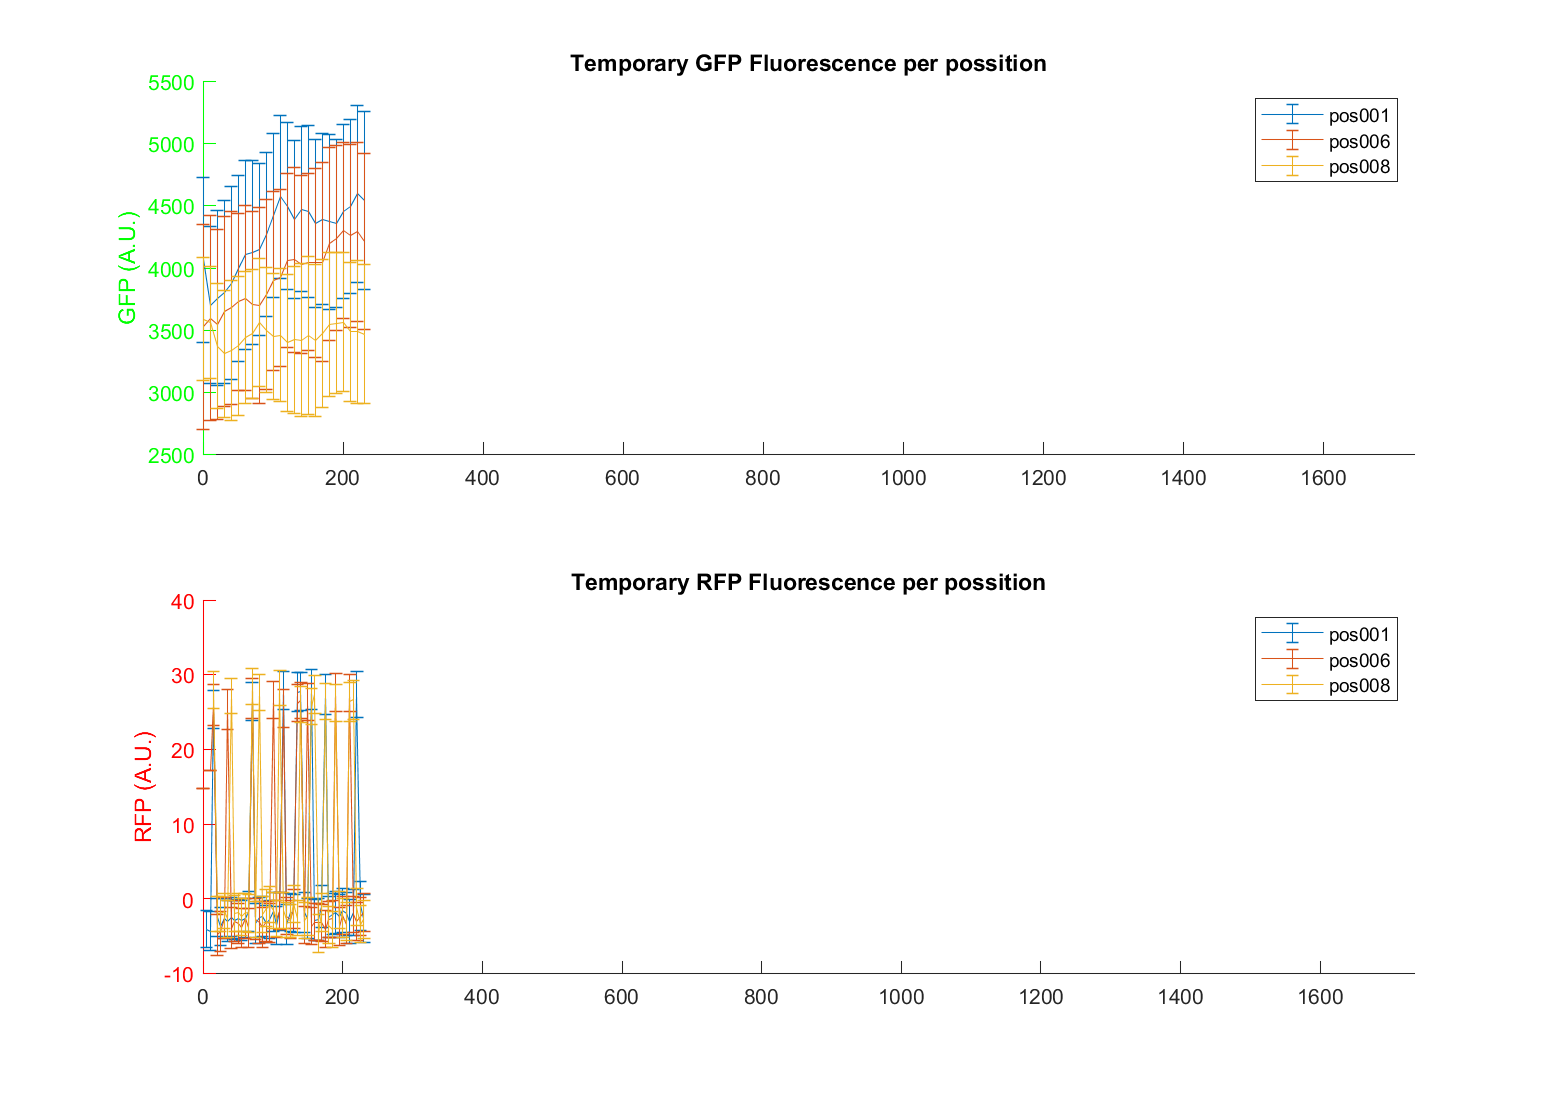 Temporary GFP Fluorescence per possition
5500
5000
4500
4000
3500
3000
2500
GFP (A.U.)
pos001
pos006
pos008
0 200 400 600 800 1000 1200 1400 1600
Temporary RFP Fluorescence per possition
40
30
20
10
0
-10
RFP (A.U.)
pos001
pos006
pos008
0 200 400 600 800 1000 1200 1400 1600